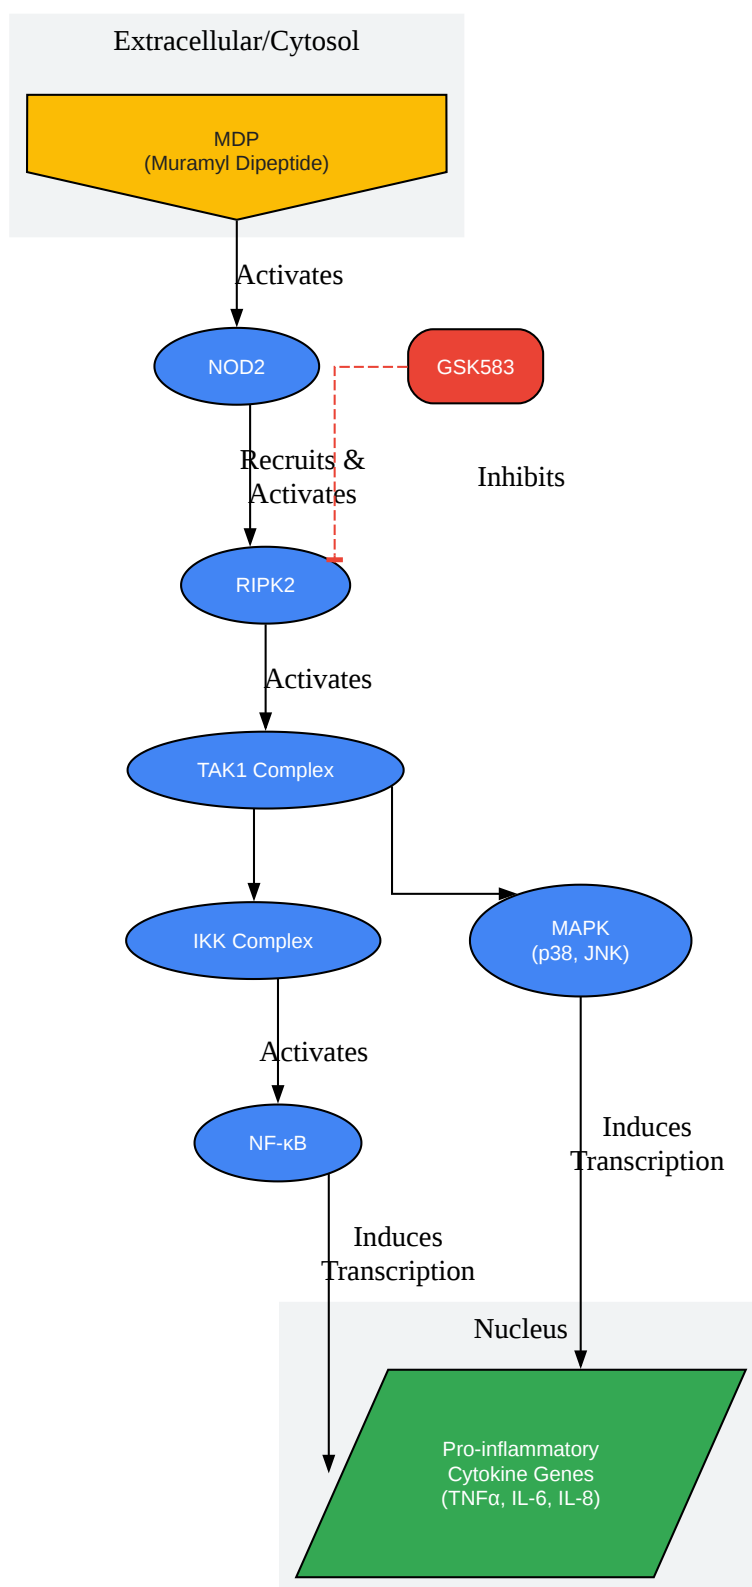 Extracellular/Cytosol
MDP
(Muramyl Dipeptide)
Activates
NOD2
GSK583
Recruits &
Activates
Inhibits
RIPK2
Activates
TAK1 Complex
IKK Complex
MAPK
(p38, JNK)
Activates
NF-κB
Induces
Transcription
Induces
Transcription
Nucleus
Pro-inflammatory
Cytokine Genes
(TNFα, IL-6, IL-8)